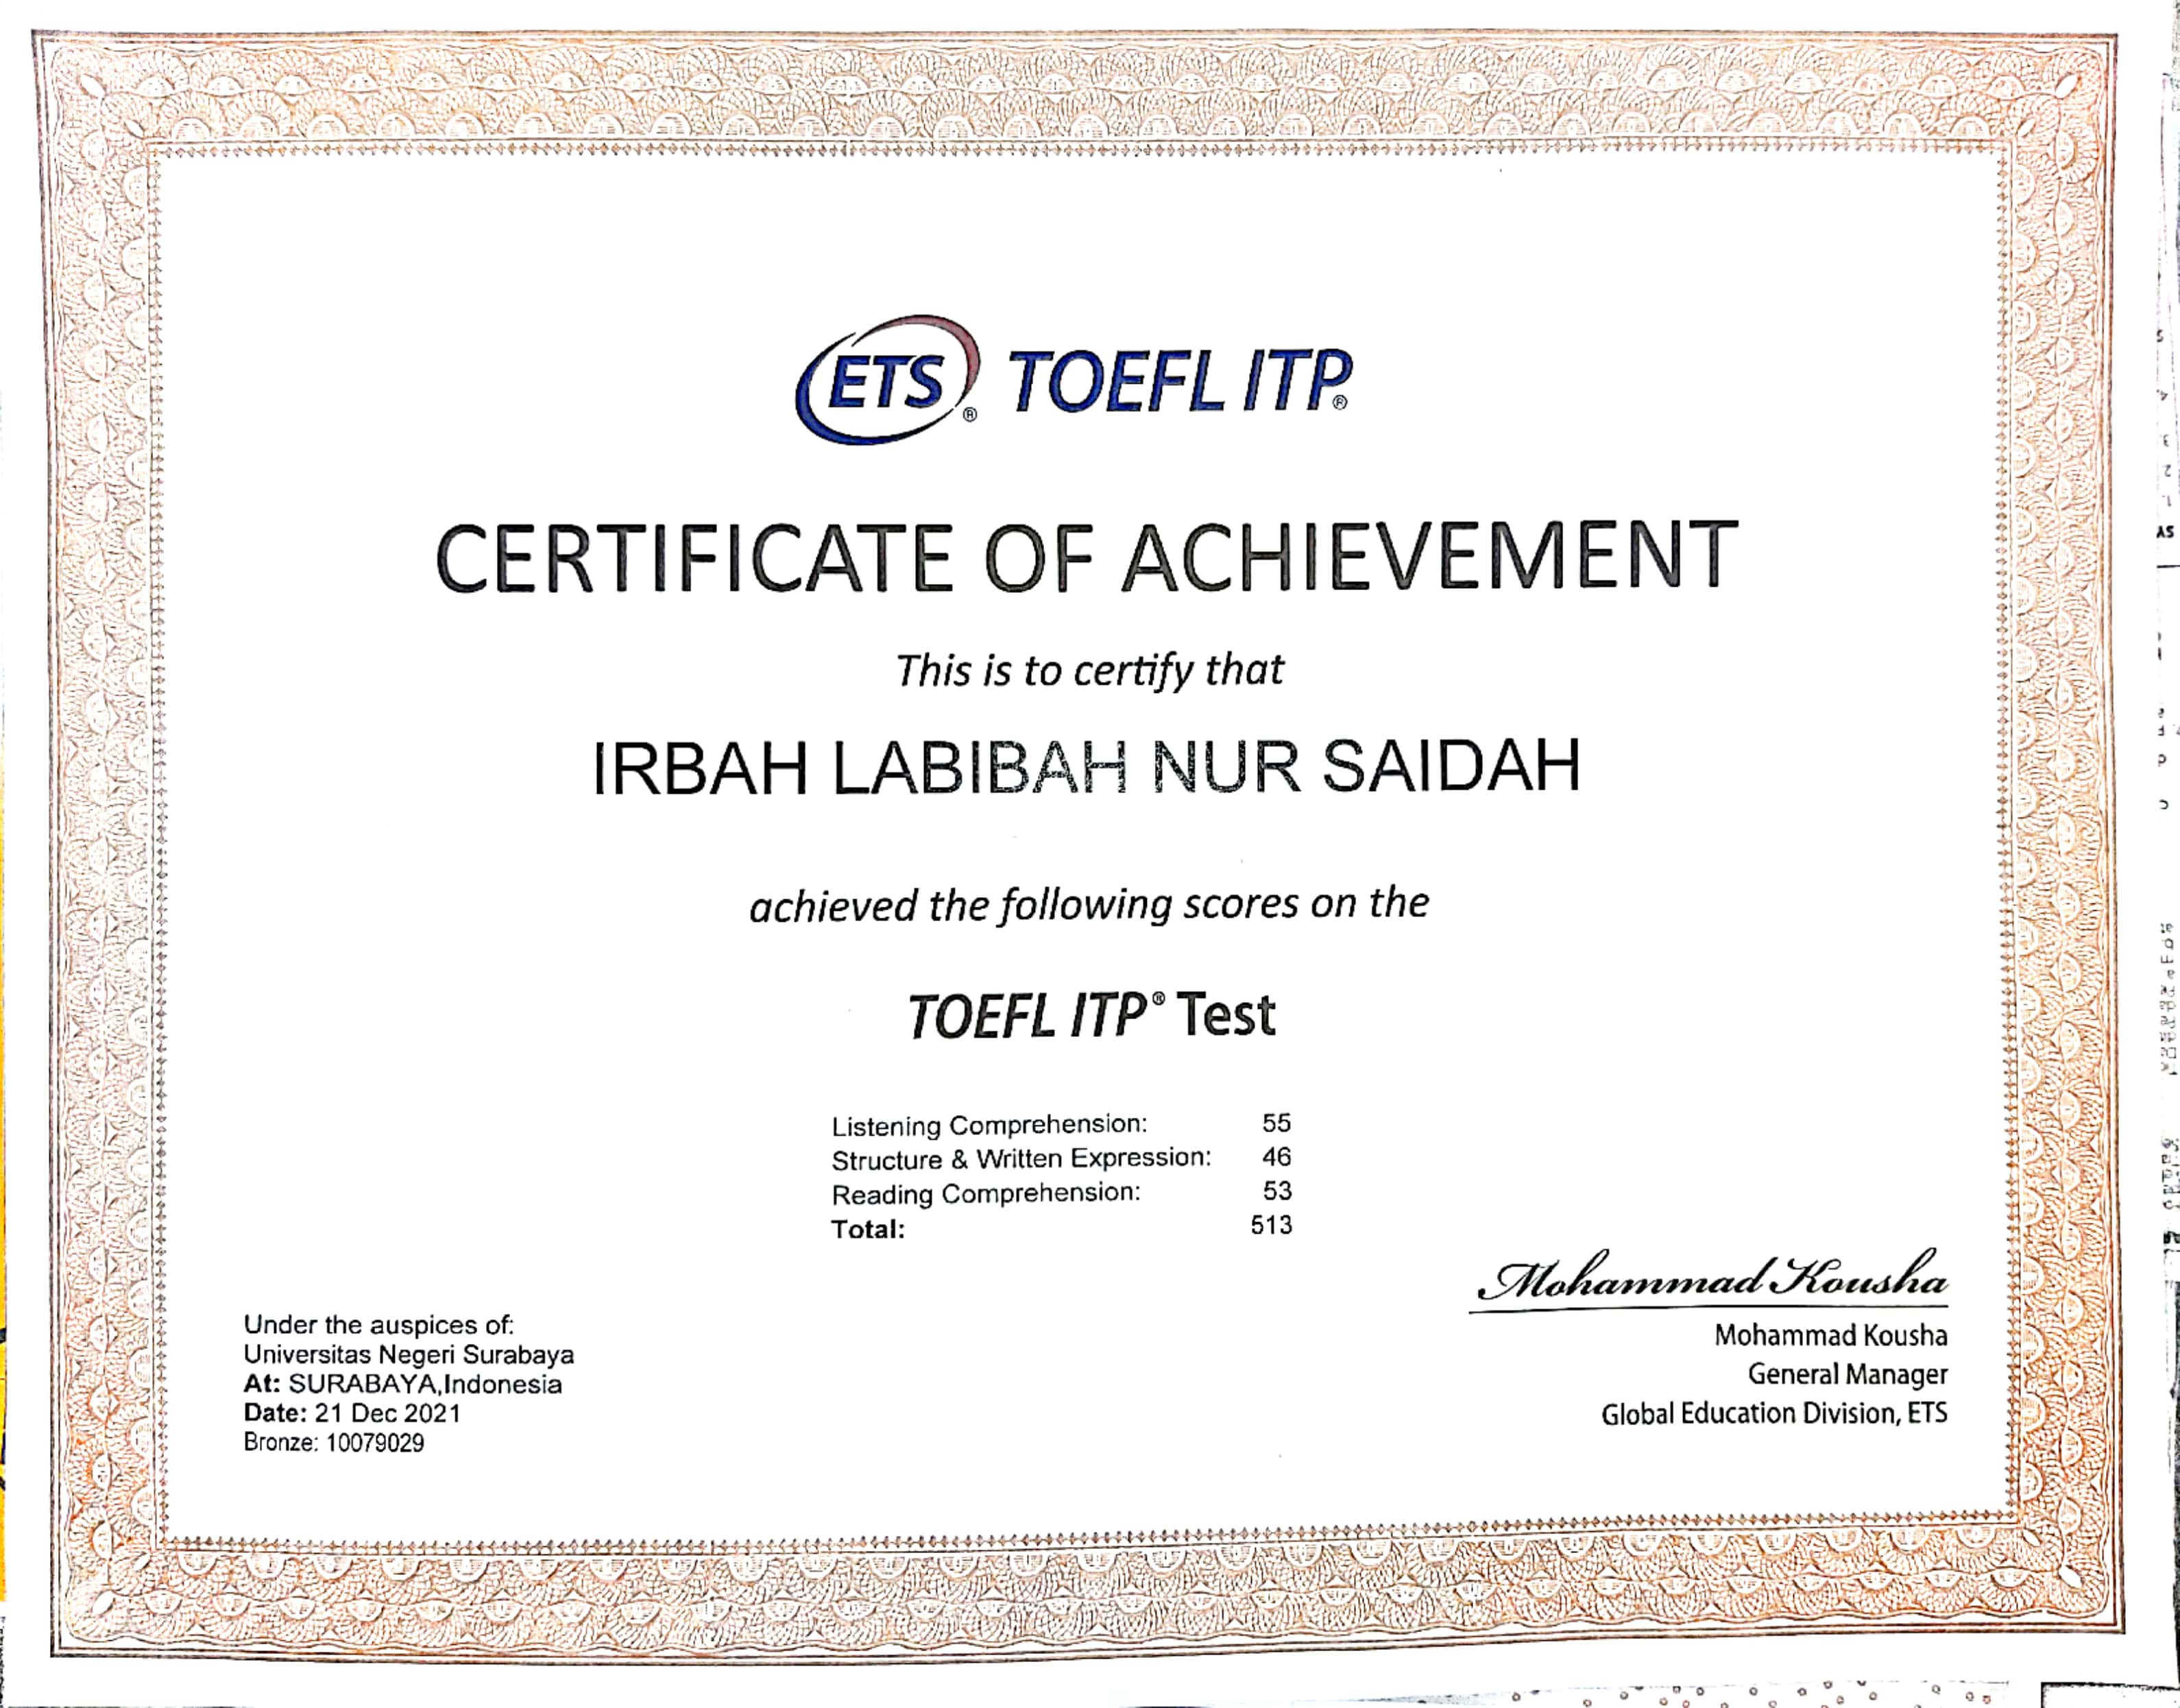 ETS® TOEFL ITP®
CERTIFICATE OF ACHIEVEMENT
This is to certify that
IRBAH LABIBAH NUR SAIDAH
achieved the following scores on the
TOEFL ITP® Test
Listening Comprehension: 55
Structure & Written Expression: 46
Reading Comprehension: 53
Total: 513
Mohammad Kousha
Mohammad Kousha
General Manager
Global Education Division, ETS
Under the auspices of:
Universitas Negeri Surabaya
At: SURABAYA,Indonesia
Date: 21 Dec 2021
Bronze: 10079029